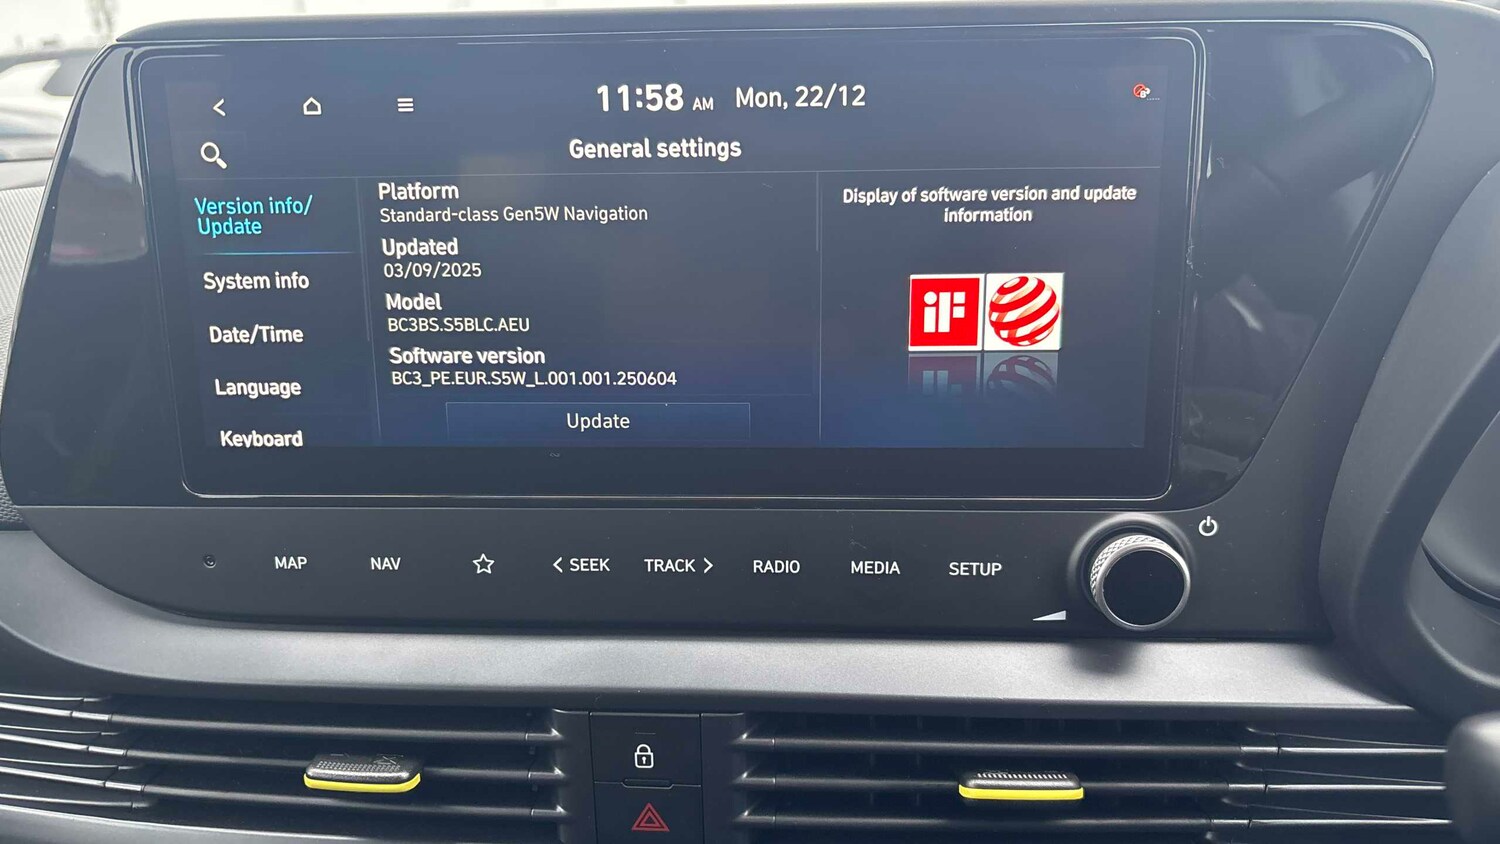 11:58 AM Mon, 22/12
General settings
Version info/
Update
System info
Date/Time
Language
Keyboard
Platform
Standard-class Gen5W Navigation
Updated
03/09/2025
Model
BC3BS.S5BLC.AEU
Software version
BC3_PE.EUR.S5W_L.001.001.250604
Update
Display of software version and update
information
iF
MAP
NAV
SEEK
TRACK
RADIO
MEDIA
SETUP